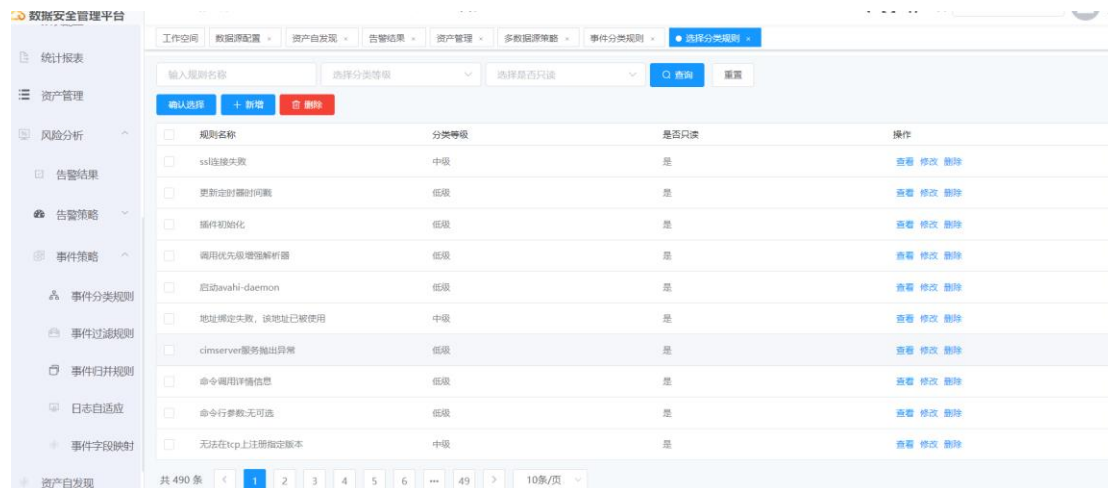 数据安全管理平台
统计报表
资产管理
风险分析
告警结果
告警策略
事件策略
事件分类规则
事件过滤规则
事件归并规则
日志自适应
事件字段映射
资产自发现
工作空间 数据源配置 × 资产自发现 × 告警结果 × 资产管理 × 多数据源策略 × 事件分类规则 × 选择分类规则 ×
输入规则名称 选择分类等级 选择是否只读 查询 重置
确认选择 + 新增 删除
规则名称 分类等级 是否只读 操作
ssl连接失败 中级 是 查看 修改 删除
更新定时器时间戳 低级 是 查看 修改 删除
插件初始化 低级 是 查看 修改 删除
调用优先级增强解析器 低级 是 查看 修改 删除
启动avahi-daemon 低级 是 查看 修改 删除
地址绑定失败，该地址已被使用 中级 是 查看 修改 删除
cimserver服务抛出异常 低级 是 查看 修改 删除
命令调用详情信息 低级 是 查看 修改 删除
命令行参数无可选 低级 是 查看 修改 删除
无法在tcp上注册指定版本 中级 是 查看 修改 删除
共 490 条 < 1 2 3 4 5 6 ••• 49 > 10条/页